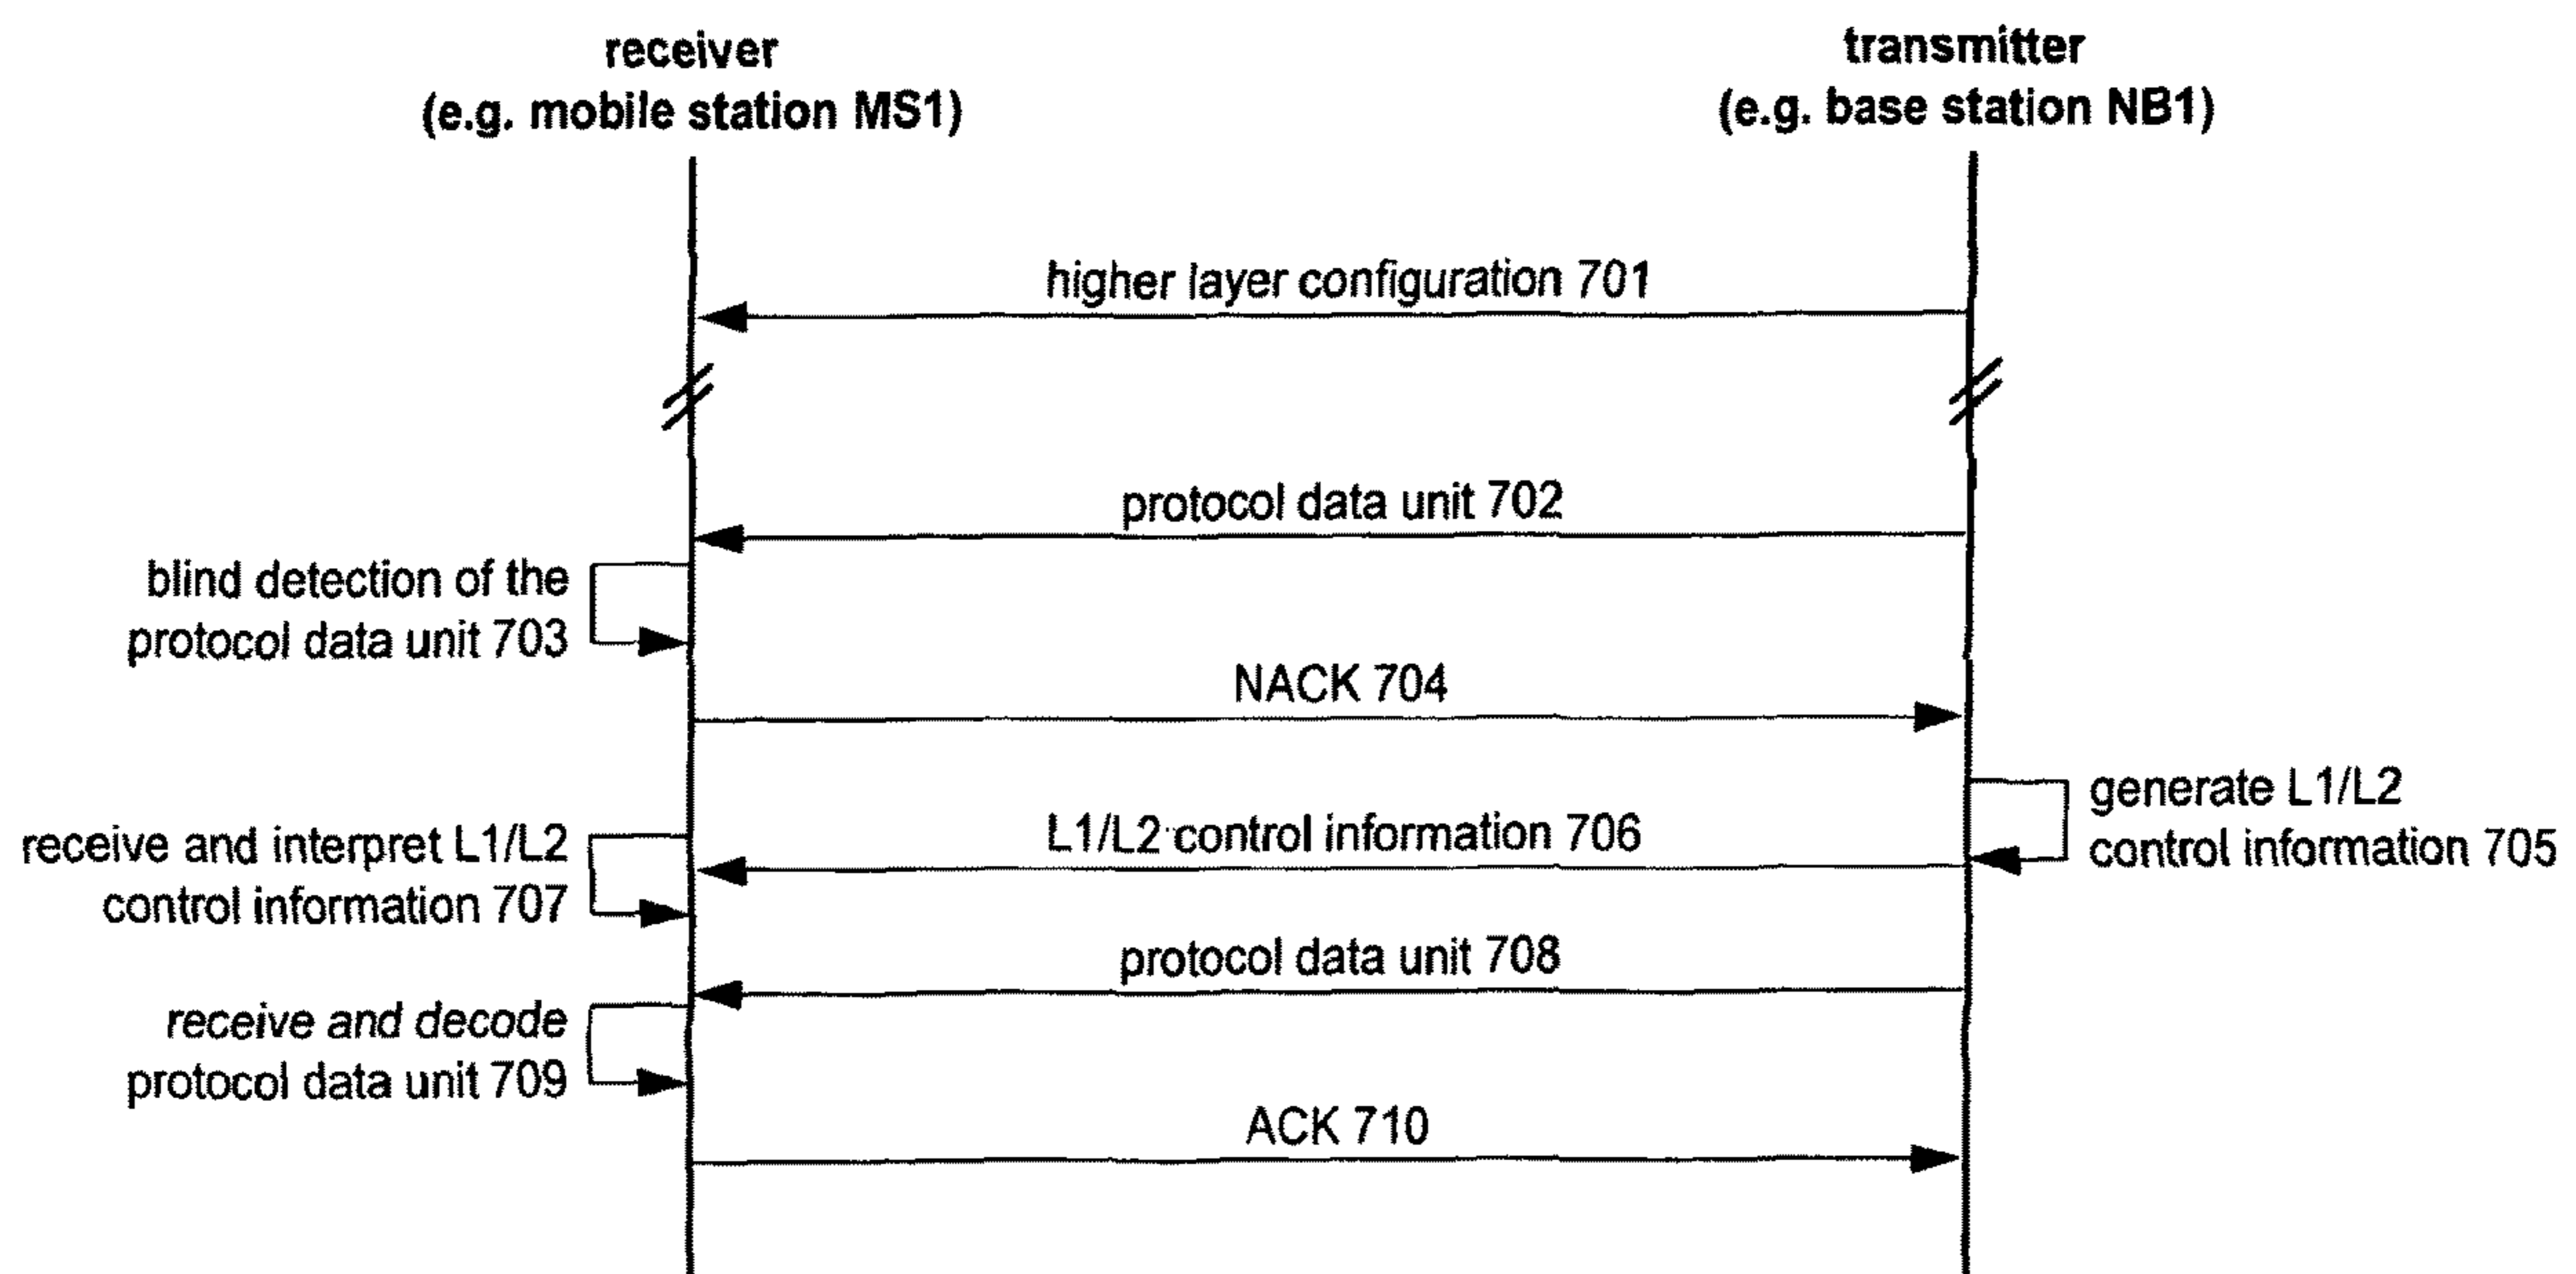 receiver
(e.g. mobile station MS1)
transmitter
(e.g. base station NB1)
higher layer configuration 701
protocol data unit 702
blind detection of the
protocol data unit 703
NACK 704
generate L1/L2
control information 705
L1/L2 control information 706
receive and interpret L1/L2
control information 707
protocol data unit 708
receive and decode
protocol data unit 709
ACK 710